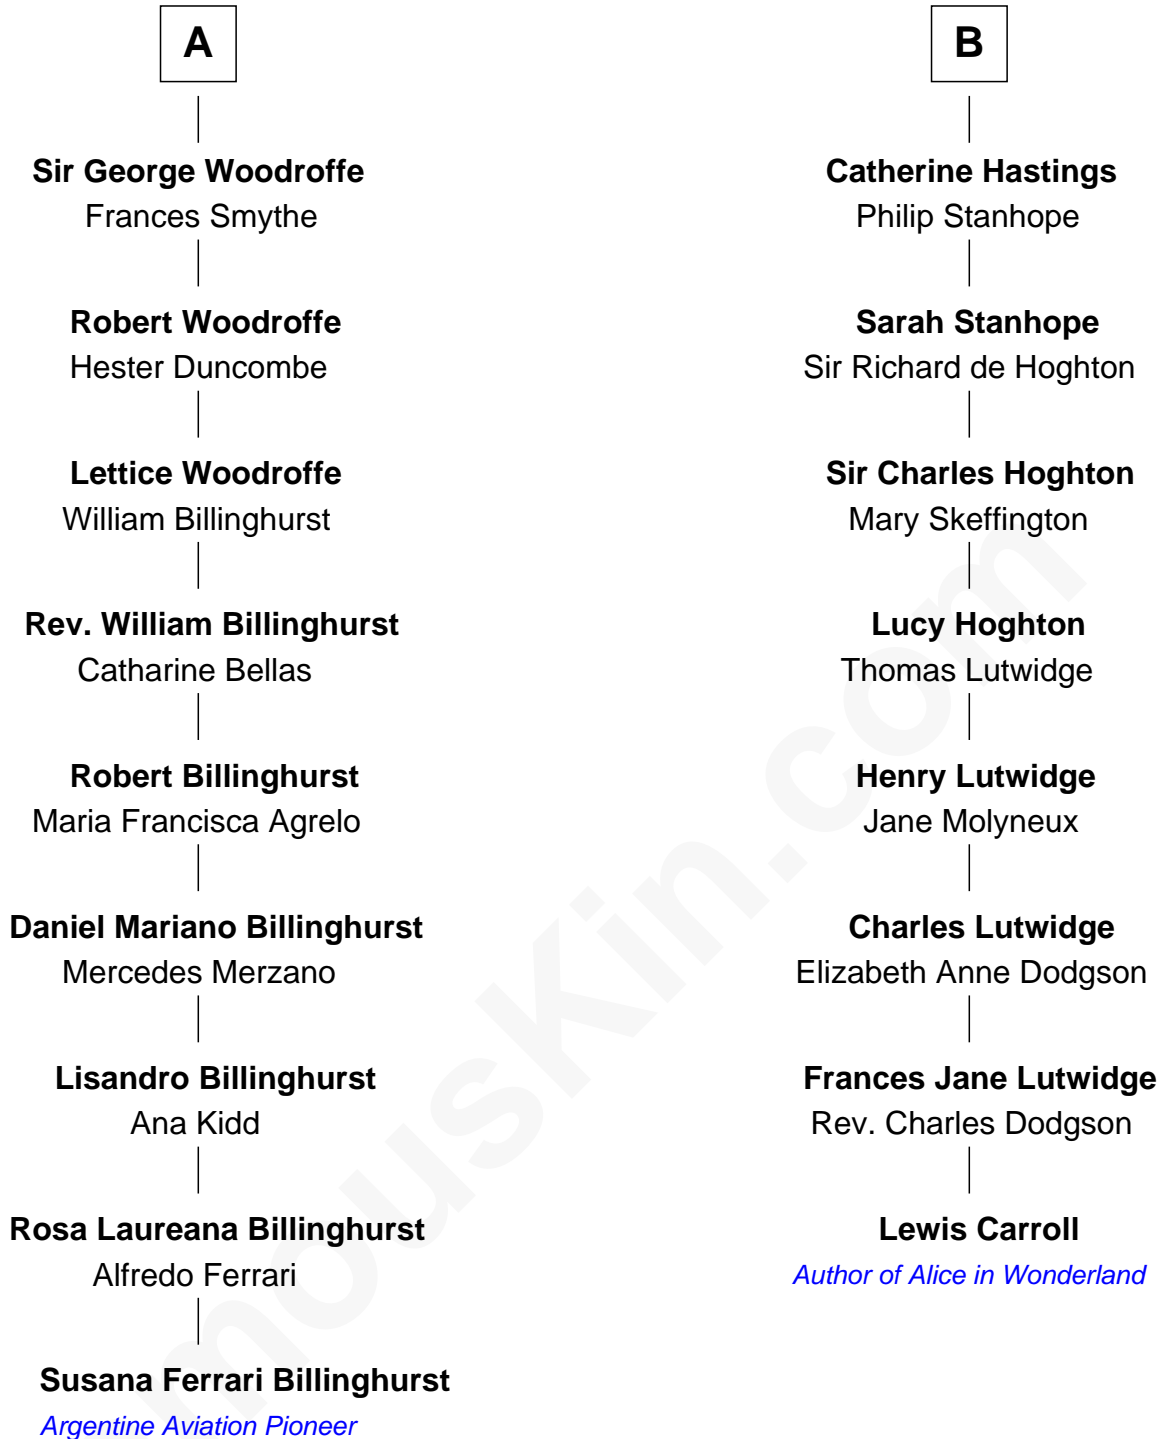 A
Sir George Woodroffe
Frances Smythe
Robert Woodroffe
Hester Duncombe
Lettice Woodroffe
William Billinghurst
Rev. William Billinghurst
Catharine Bellas
Robert Billinghurst
Maria Francisca Agrelo
Daniel Mariano Billinghurst
Mercedes Merzano
Lisandro Billinghurst
Ana Kidd
Rosa Laureana Billinghurst
Alfredo Ferrari
Susana Ferrari Billinghurst
Argentine Aviation Pioneer
B
Catherine Hastings
Philip Stanhope
Sarah Stanhope
Sir Richard de Hoghton
Sir Charles Hoghton
Mary Skeffington
Lucy Hoghton
Thomas Lutwidge
Henry Lutwidge
Jane Molyneux
Charles Lutwidge
Elizabeth Anne Dodgson
Frances Jane Lutwidge
Rev. Charles Dodgson
Lewis Carroll
Author of Alice in Wonderland
mousKin.com